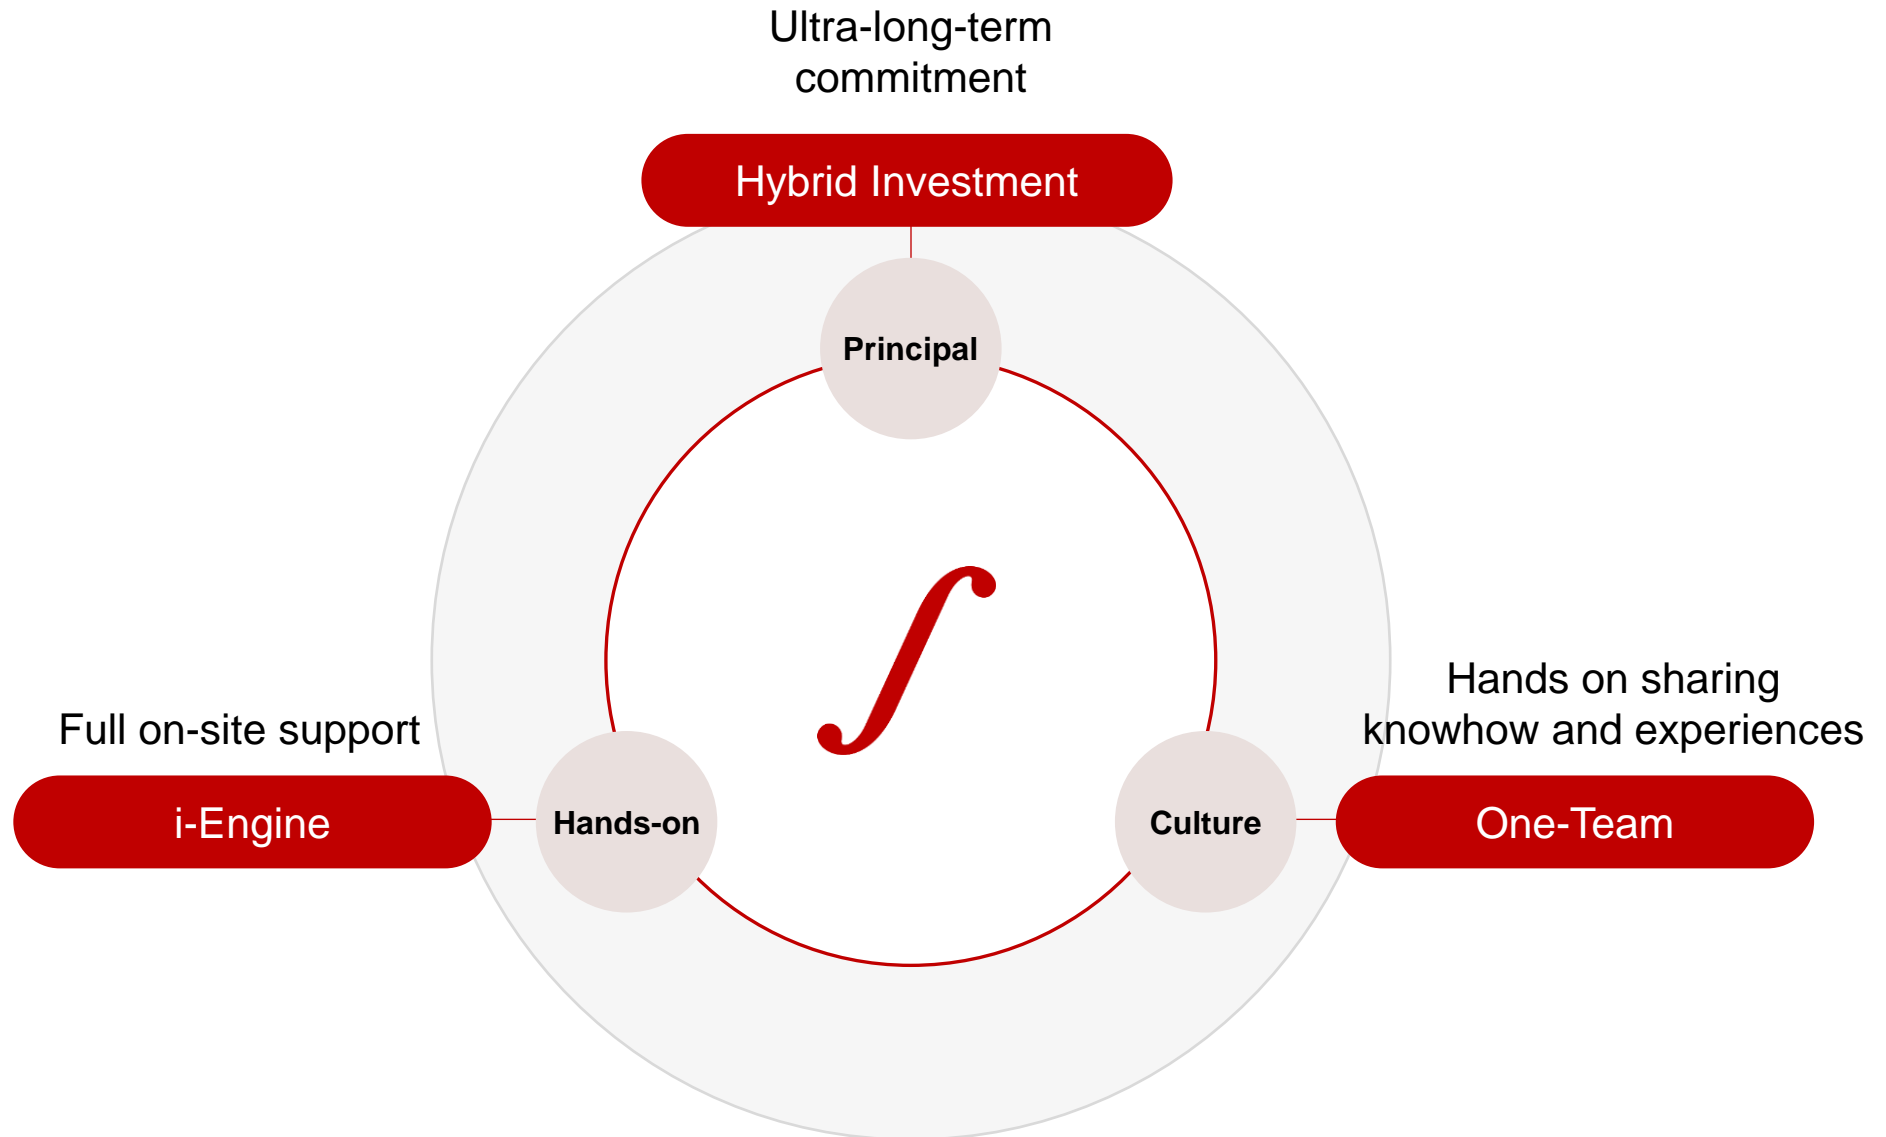 Ultra-long-term
commitment
Hybrid Investment
Principal
∫
Full on-site support
i-Engine
Hands-on
Culture
Hands on sharing
knowhow and experiences
One-Team